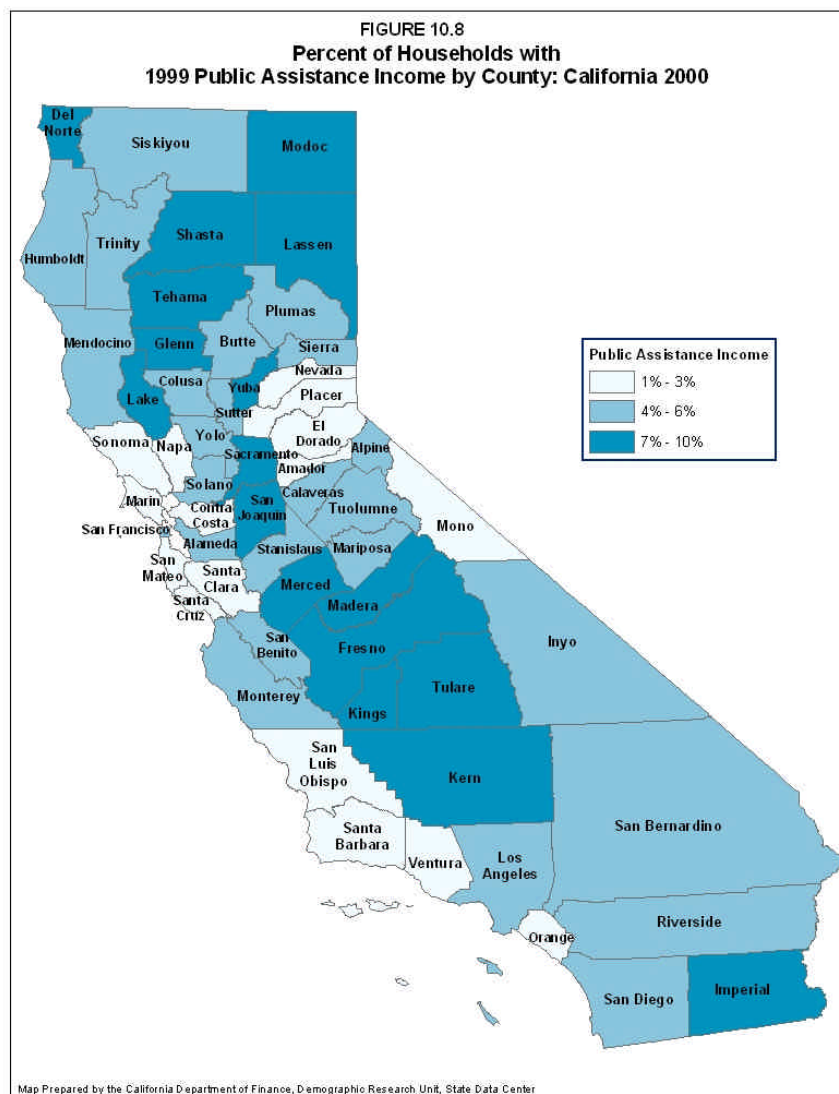 FIGURE 10.8
Percent of Households with
1999 Public Assistance Income by County: California 2000
Del
Norte
Siskiyou
Modoc
Humboldt
Trinity
Shasta
Lassen
Tehama
Plumas
Mendocino
Glenn
Butte
Sierra
Nevada
Colusa
Yuba
Placer
Lake
Sutter
El
Dorado
Sonoma
Napa
Yolo
Sacramento
Alpine
Amador
Solano
Calaveras
Marin
Contra
Costa
San
Joaquin
Tuolumne
Mono
San Francisco
Alameda
Stanislaus
Mariposa
San
Mateo
Santa
Clara
Merced
Santa
Cruz
Madera
San
Benito
Fresno
Inyo
Monterey
Kings
Tulare
San
Luis
Obispo
Kern
Santa
Barbara
San Bernardino
Ventura
Los
Angeles
Orange
Riverside
San Diego
Imperial
Public Assistance Income
1% - 3%
4% - 6%
7% - 10%
Map Prepared by the California Department of Finance, Demographic Research Unit, State Data Center